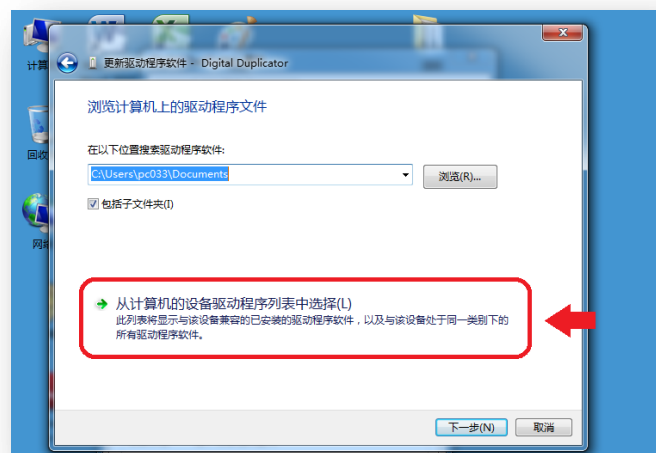 更新驱动程序软件 - Digital Duplicator
浏览计算机上的驱动程序文件
在以下位置搜索驱动程序软件:
C:\Users\pc033\Documents
浏览(R)...
包括子文件夹(I)
从计算机的设备驱动程序列表中选择(L)
此列表将显示与该设备兼容的已安装的驱动程序软件，以及与该设备处于同一类别下的
所有驱动程序软件。
下一步(N)
取消
计算
回收
网络